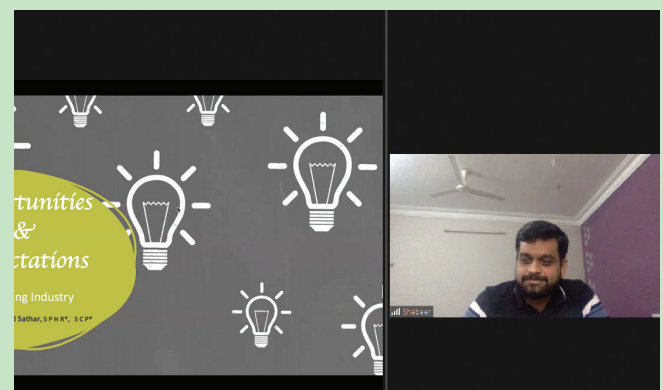 rtunities
&
ctations
ng Industry
l Sathar, SPHR®, SCP®
Shabeer